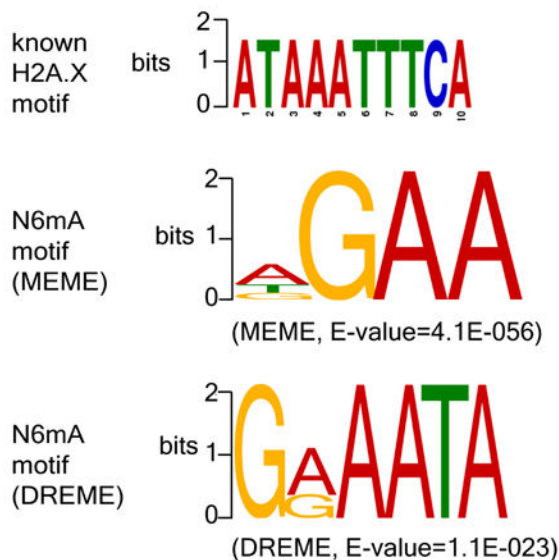 known
H2A.X
motif
bits
2
1
0
ATAAATTTCA
1 2 3 4 5 6 7 8 9 10
N6mA
motif
(MEME)
bits
2
1
0
A
T
G
GAA
(MEME, E-value=4.1E-056)
N6mA
motif
(DREME)
bits
2
1
0
GAAATA
G
(DREME, E-value=1.1E-023)